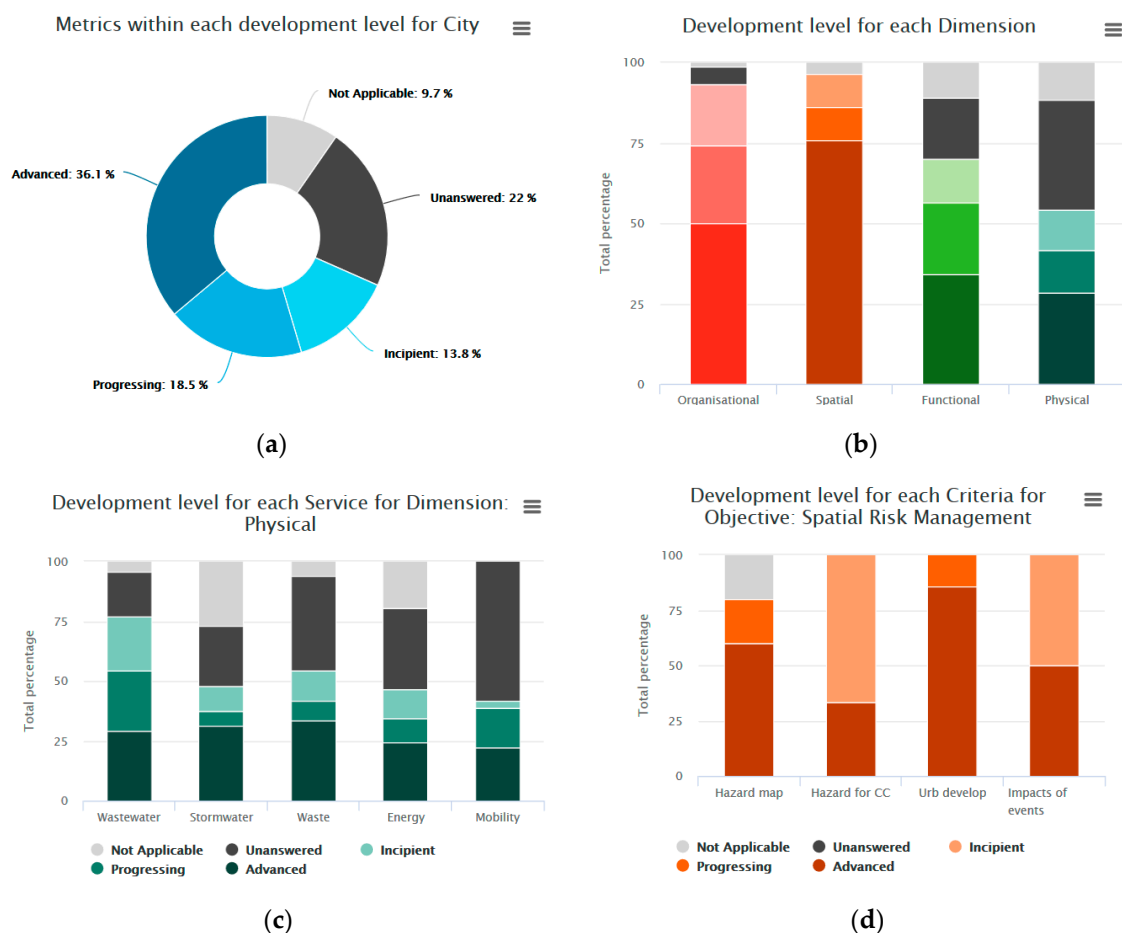 Metrics within each development level for City
Not Applicable: 9.7 %
Advanced: 36.1 %
Unanswered: 22 %
Incipient: 13.8 %
Progressing: 18.5 %
(a)
Development level for each Dimension
Total percentage
100
75
50
25
0
Organisational Spatial Functional Physical
(b)
Development level for each Service for Dimension:
Physical
Total percentage
100
75
50
25
0
Wastewater Stormwater Waste Energy Mobility
Not Applicable Unanswered Incipient
Progressing Advanced
(c)
Development level for each Criteria for
Objective: Spatial Risk Management
Total percentage
100
75
50
25
0
Hazard map Hazard for CC Urb develop Impacts of
events
Not Applicable Unanswered Incipient
Progressing Advanced
(d)